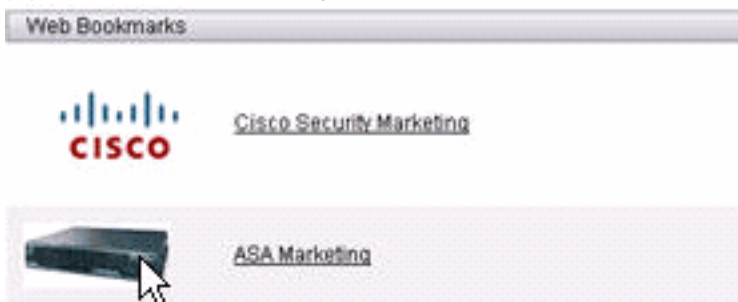 Web Bookmarks
CISCO
Cisco Security Marketing
ASA Marketing